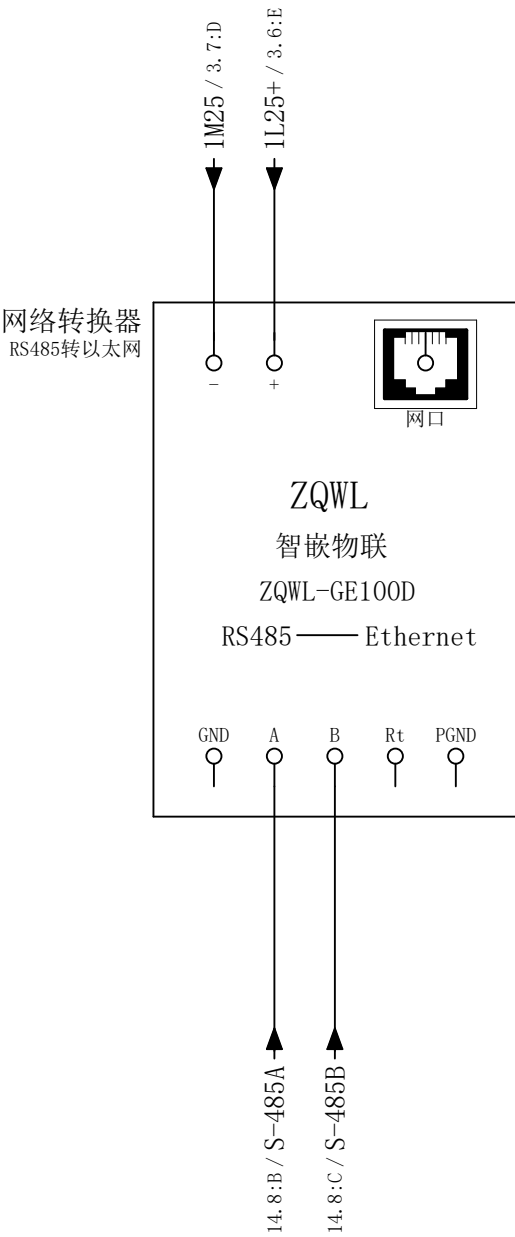 1M25 / 3.7:D
1L25+ / 3.6:E
网络转换器
RS485转以太网
- +
网口
ZQWL
智嵌物联
ZQWL-GE100D
RS485 Ethernet
GND A B Rt PGND
14.8:B / S-485A
14.8:C / S-485B